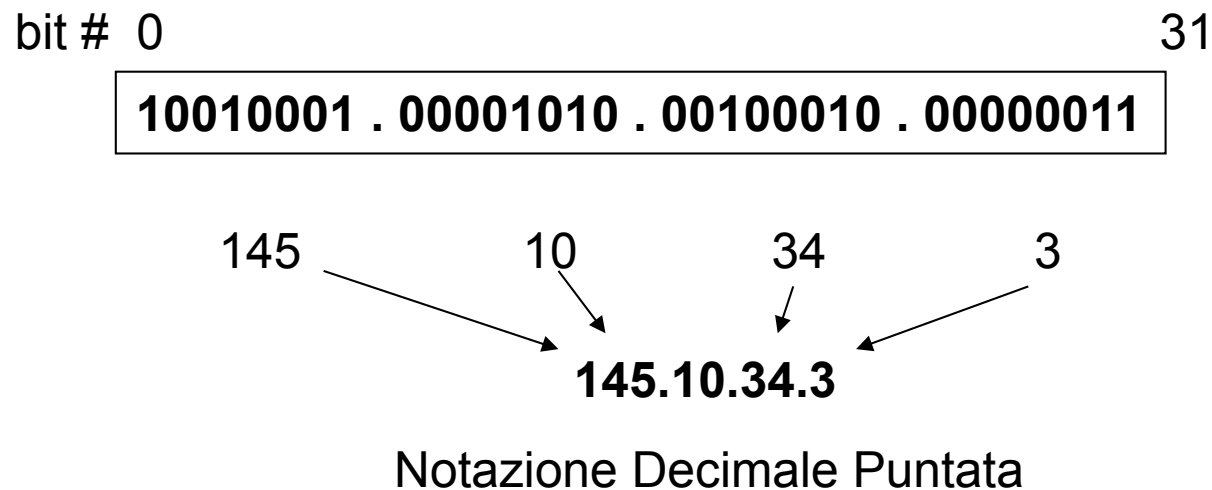 bit # 0 31
10010001 . 00001010 . 00100010 . 00000011
145 10 34 3
145.10.34.3
Notazione Decimale Puntata